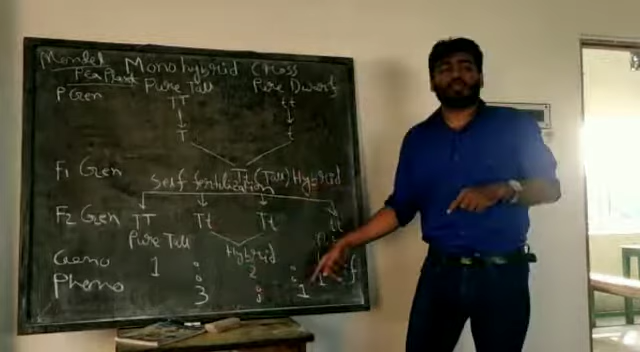 Mendel Monohybrid Cross
Pea Plant
P Gen Pure Tall Pure Dwarf
TT tt
T t
F1 Gen Tt (Tall) Hybrid
self fertilization
F2 Gen TT Tt Tt tt
Pure Tall Hybrid
Geno 1 : 2 : 1
Pheno 3 : 1